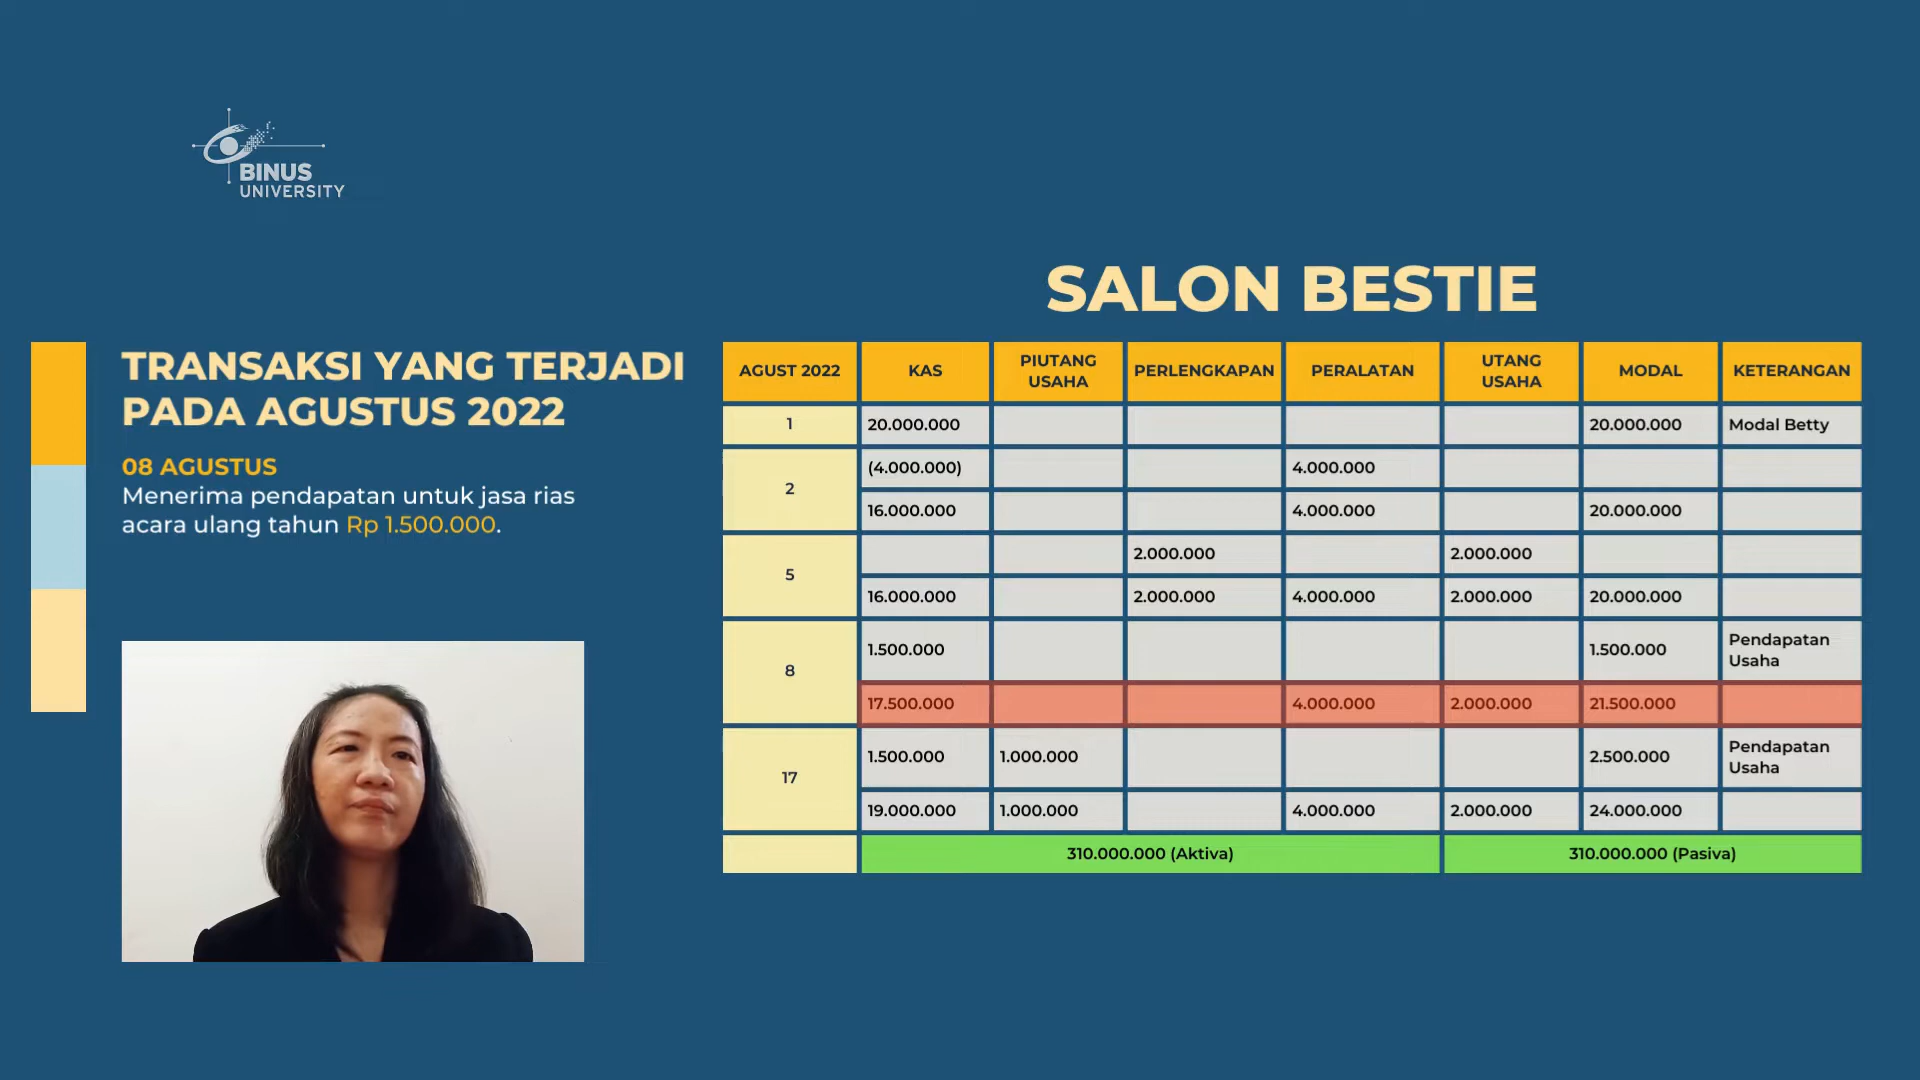 BINUS
UNIVERSITY
SALON BESTIE
TRANSAKSI YANG TERJADI
PADA AGUSTUS 2022
08 AGUSTUS
Menerima pendapatan untuk jasa rias
acara ulang tahun Rp 1.500.000.
AGUST 2022 KAS PIUTANG USAHA PERLENGKAPAN PERALATAN UTANG USAHA MODAL KETERANGAN
1 20.000.000 20.000.000 Modal Betty
2 (4.000.000) 4.000.000
16.000.000 4.000.000 20.000.000
5 2.000.000 2.000.000
16.000.000 2.000.000 4.000.000 2.000.000 20.000.000
8 1.500.000 1.500.000 Pendapatan Usaha
17.500.000 4.000.000 2.000.000 21.500.000
17 1.500.000 1.000.000 2.500.000 Pendapatan Usaha
19.000.000 1.000.000 4.000.000 2.000.000 24.000.000
310.000.000 (Aktiva) 310.000.000 (Pasiva)